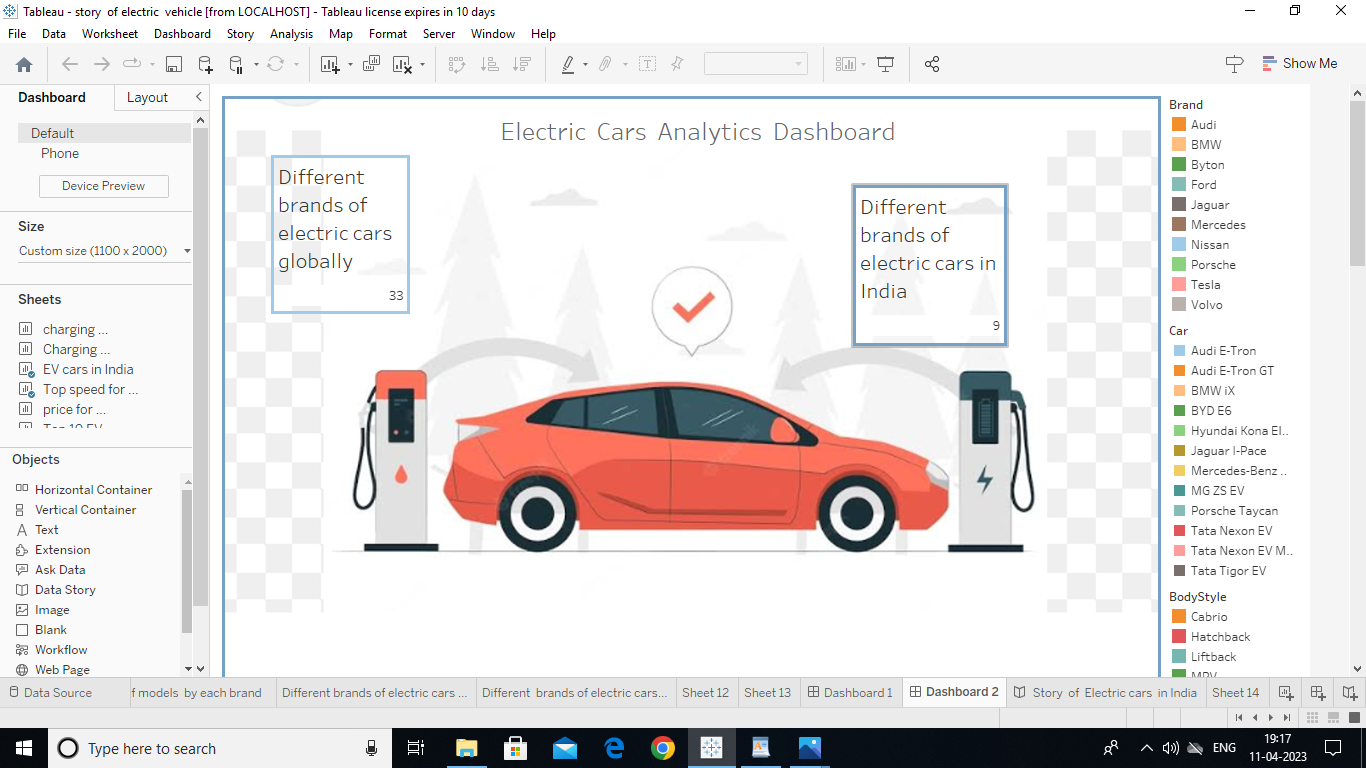 Tableau - story  of electric  vehicle [from LOCALHOST] - Tableau license expires in 10 days
File Data Worksheet Dashboard Story Analysis Map Format Server Window Help
Show Me
Dashboard Layout
Default
Phone
Device Preview
Size
Custom size (1100 x 2000)
Sheets
charging ...
Charging ...
EV cars in India
Top speed for ...
price for ...
Top 10 EV
Objects
Horizontal Container
Vertical Container
Text
Extension
Ask Data
Data Story
Image
Blank
Workflow
Web Page
Electric Cars Analytics Dashboard
Different
brands of
electric cars
globally
33
Different
brands of
electric cars in
India
9
Brand
Audi
BMW
Byton
Ford
Jaguar
Mercedes
Nissan
Porsche
Tesla
Volvo
Car
Audi E-Tron
Audi E-Tron GT
BMW iX
BYD E6
Hyundai Kona El..
Jaguar I-Pace
Mercedes-Benz ..
MG ZS EV
Porsche Taycan
Tata Nexon EV
Tata Nexon EV M..
Tata Tigor EV
BodyStyle
Cabrio
Hatchback
Liftback
MPV
Data Source f models  by each brand Different brands of electric cars ... Different  brands of electric cars... Sheet 12 Sheet 13 Dashboard 1 Dashboard 2 Story  of  Electric cars  in India Sheet 14
Type here to search
ENG
19:17
11-04-2023